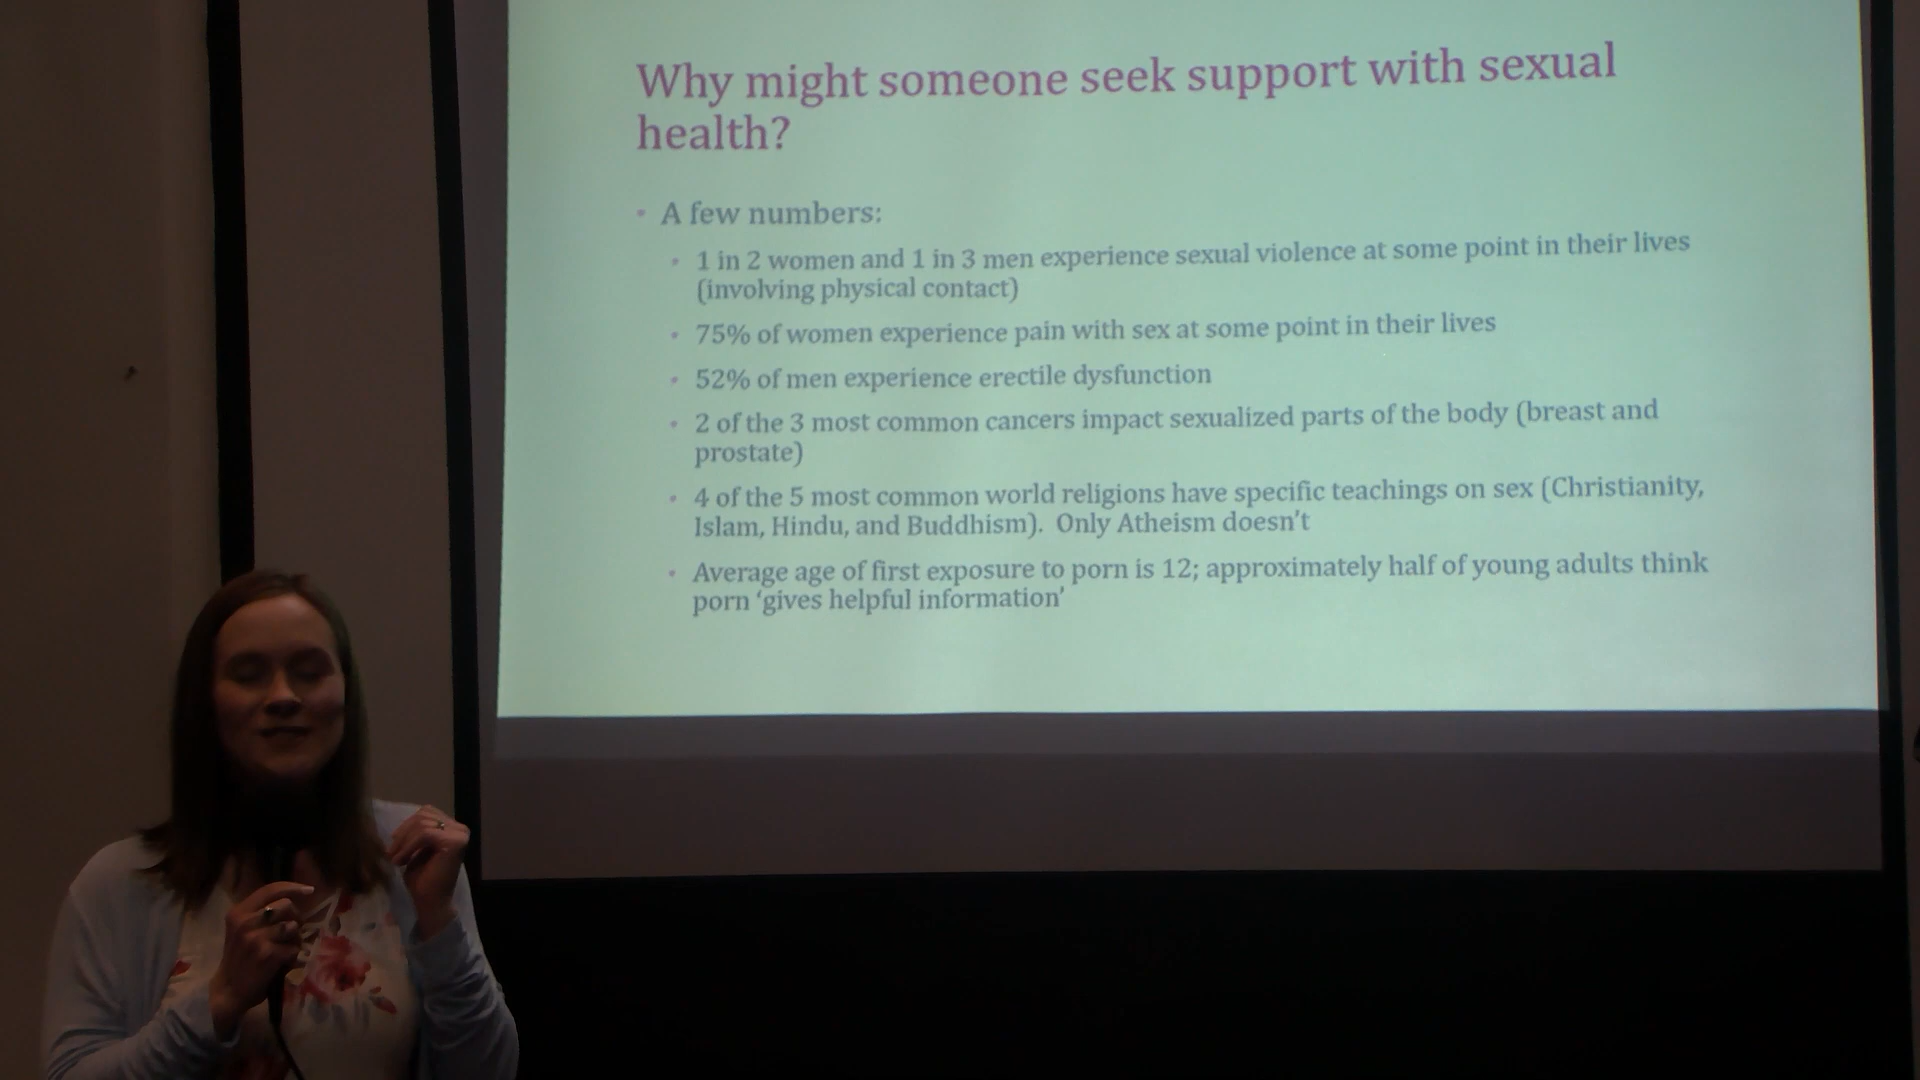 Why might someone seek support with sexual
health?
• A few numbers:
• 1 in 2 women and 1 in 3 men experience sexual violence at some point in their lives
(involving physical contact)
• 75% of women experience pain with sex at some point in their lives
• 52% of men experience erectile dysfunction
• 2 of the 3 most common cancers impact sexualized parts of the body (breast and
prostate)
• 4 of the 5 most common world religions have specific teachings on sex (Christianity,
Islam, Hindu, and Buddhism).  Only Atheism doesn't
• Average age of first exposure to porn is 12; approximately half of young adults think
porn ‘gives helpful information’